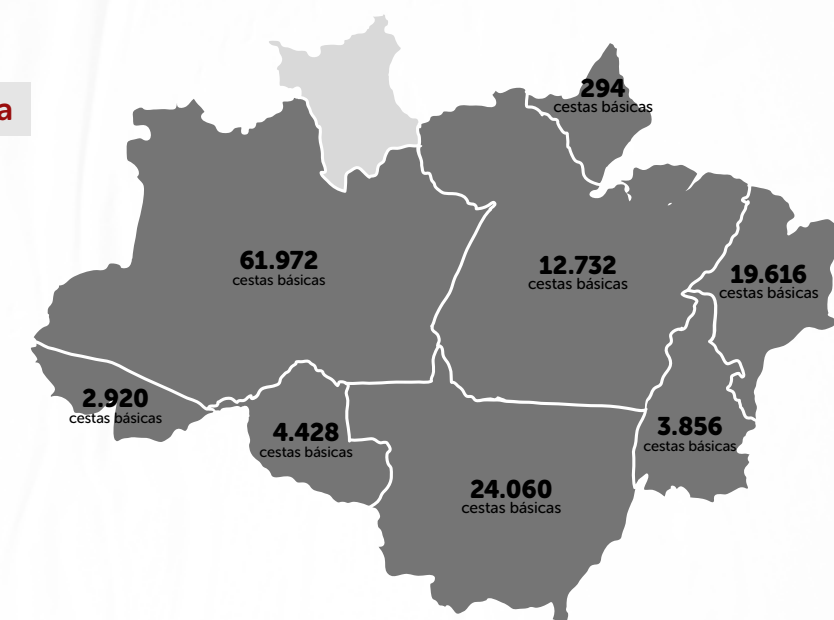 a
294
cestas básicas
61.972
cestas básicas
12.732
cestas básicas
19.616
cestas básicas
2.920
cestas básicas
4.428
cestas básicas
3.856
cestas básicas
24.060
cestas básicas